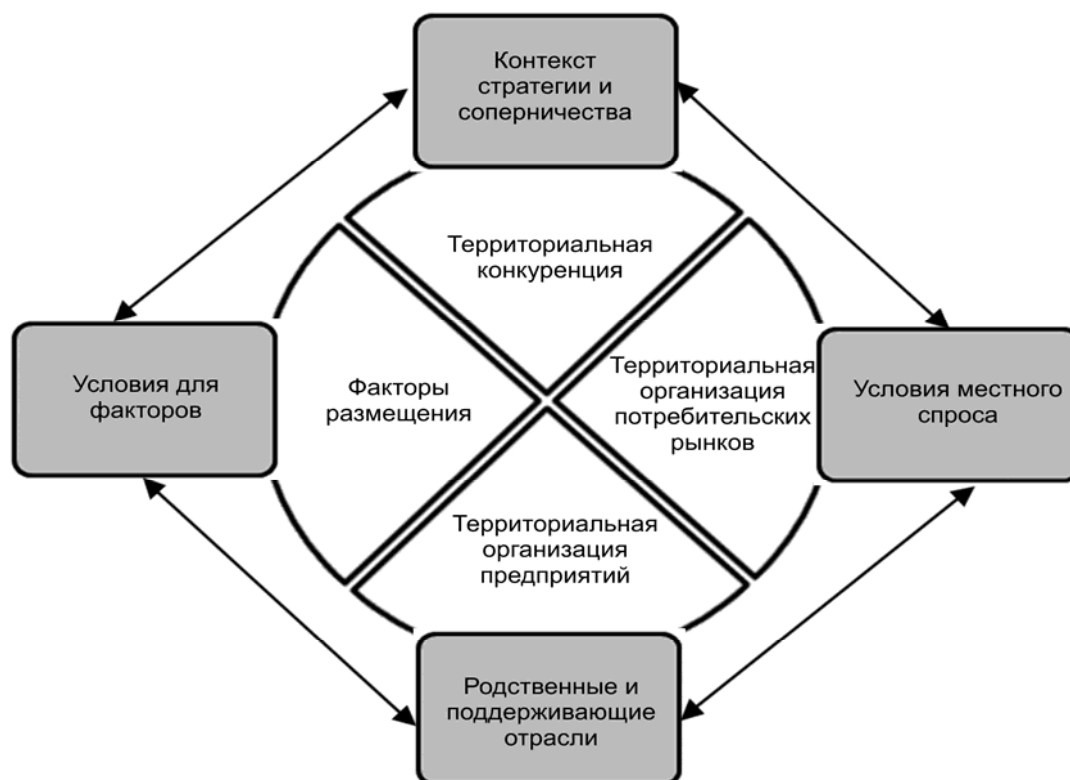 Контекст
стратегии и
соперничества
Территориальная
конкуренция
Условия для
факторов
Факторы
размещения
Территориальная
организация
потребительских
рынков
Условия местного
спроса
Территориальная
организация
предприятий
Родственные и
поддерживающие
отрасли